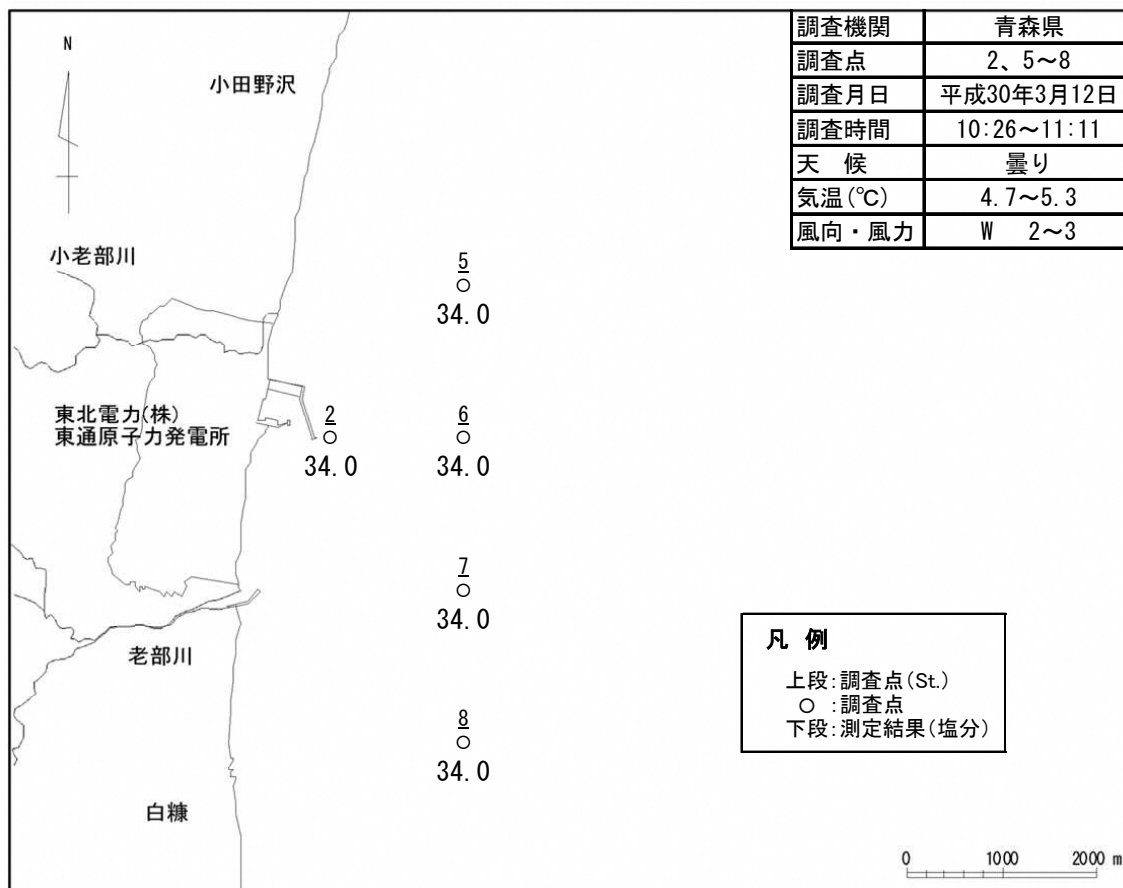 調査機関 青森県
調査点 2、5～8
調査月日 平成30年3月12日
調査時間 10:26～11:11
天 候 曇り
気温(℃) 4.7～5.3
風向・風力 W 2～3
N
小田野沢
小老部川
5
34.0
東北電力(株)
東通原子力発電所
2
34.0
6
34.0
7
34.0
老部川
8
34.0
白糠
凡 例
上段:調査点(St.)
○ :調査点
下段:測定結果(塩分)
0 1000 2000 m